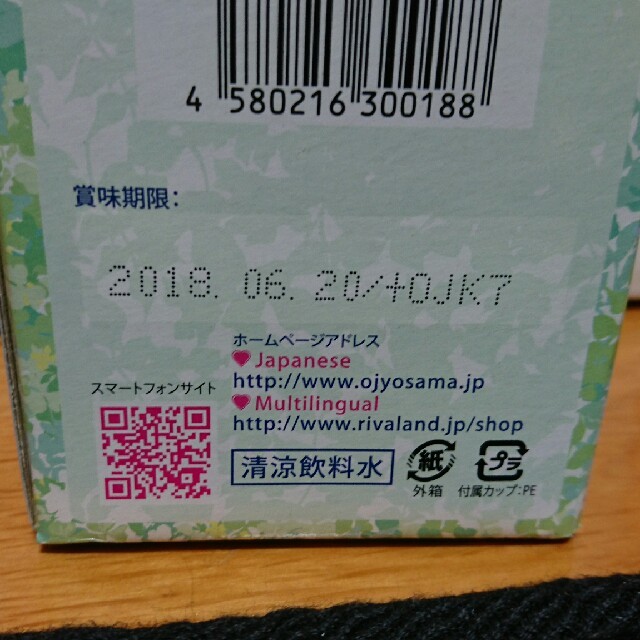 4 580216 300188
賞味期限:
2018. 06. 20/+OJK7
ホームページアドレス
♥Japanese
http://www.ojyosama.jp
♥Multilingual
http://www.rivaland.jp/shop
スマートフォンサイト
清涼飲料水
紙
外箱
プラ
付属カップ:PE